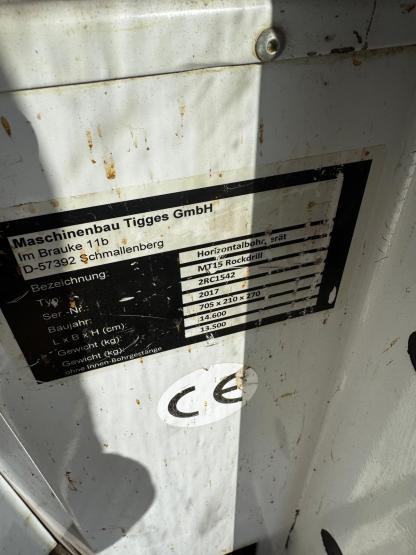 Maschinenbau Tigges GmbH
Im Brauke 11b
D-57392 Schmallenberg
Bezeichnung: Horizontalbohrgerät
Typ: MT15 Rockdrill
Ser.-Nr.: 2RC1542
Baujahr: 2017
L x B x H (cm): 705 x 210 x 270
Gewicht (kg): 14.600
Gewicht (kg): 13.500
ohne Innen-Bohrgestänge
CE